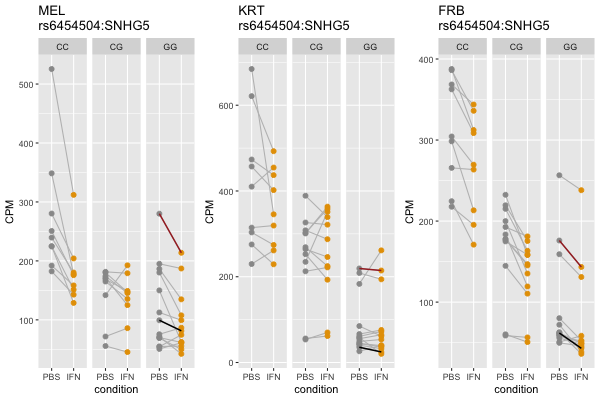 MEL
rs6454504:SNHG5
CC CG GG
CPM
500
400
300
200
100
PBS IFN PBS IFN PBS IFN
condition
KRT
rs6454504:SNHG5
CC CG GG
CPM
600
400
200
0
PBS IFN PBS IFN PBS IFN
condition
FRB
rs6454504:SNHG5
CC CG GG
CPM
400
300
200
100
PBS IFN PBS IFN PBS IFN
condition